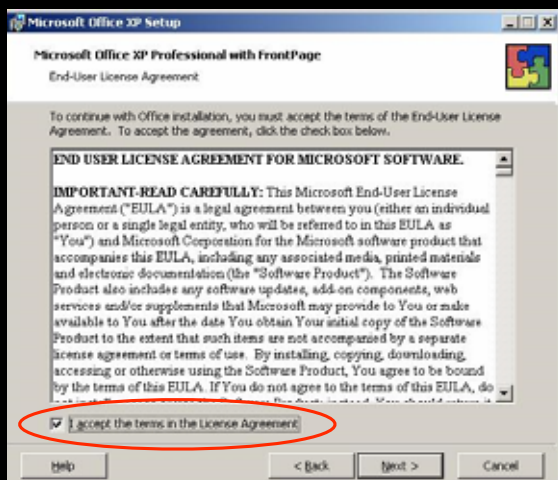 Microsoft Office XP Setup
Microsoft Office XP Professional with FrontPage
End-User License Agreement
To continue with Office installation, you must accept the terms of the End-User License
Agreement. To accept the agreement, click the check box below.
END USER LICENSE AGREEMENT FOR MICROSOFT SOFTWARE.
IMPORTANT-READ CAREFULLY: This Microsoft End-User License
Agreement ("EULA") is a legal agreement between you (either an individual
person or a single legal entity, who will be referred to in this EULA as
"You") and Microsoft Corporation for the Microsoft software product that
accompanies this EULA, including any associated media, printed materials
and electronic documentation (the "Software Product"). The Software
Product also includes any software updates, add-on components, web
services and/or supplements that Microsoft may provide to You or make
available to You after the date You obtain Your initial copy of the Software
Product to the extent that such items are not accompanied by a separate
license agreement or terms of use. By installing, copying, downloading,
accessing or otherwise using the Software Product, You agree to be bound
by the terms of this EULA. If You do not agree to the terms of this EULA, do
I accept the terms in the License Agreement
Help
< Back
Next >
Cancel